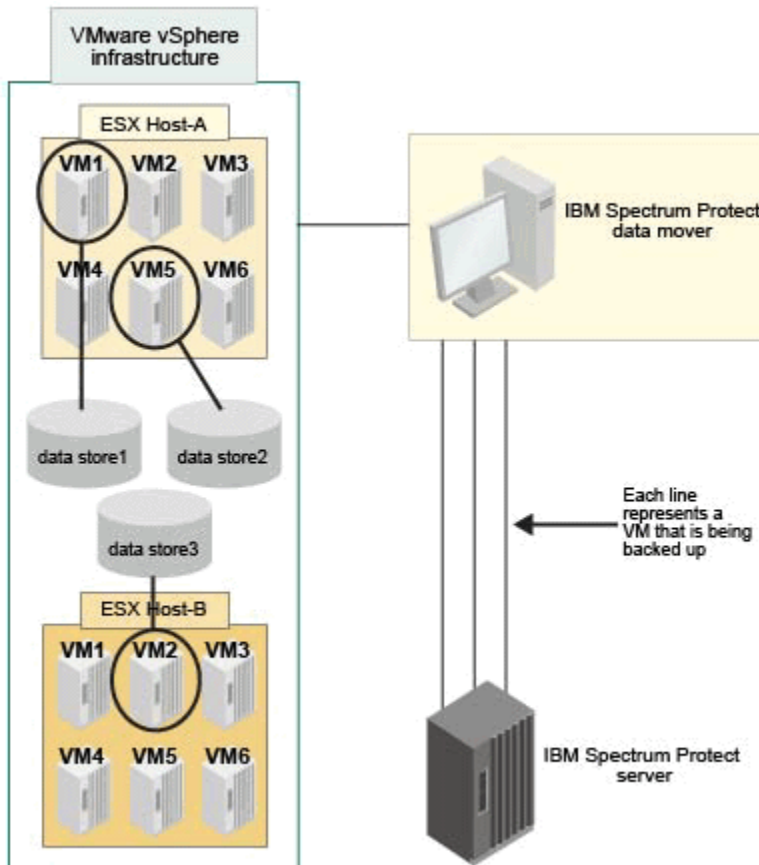 VMware vSphere
infrastructure
ESX Host-A
VM1 VM2 VM3
VM4 VM5 VM6
data store1 data store2
data store3
ESX Host-B
VM1 VM2 VM3
VM4 VM5 VM6
IBM Spectrum Protect
data mover
Each line
represents a
VM that is being
backed up
IBM Spectrum Protect
server